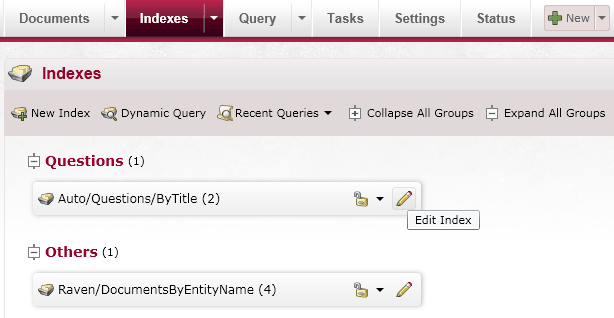 Documents Indexes Query Tasks Settings Status New
Indexes
New Index Dynamic Query Recent Queries Collapse All Groups Expand All Groups
Questions (1)
Auto/Questions/ByTitle (2)
Edit Index
Others (1)
Raven/DocumentsByEntityName (4)